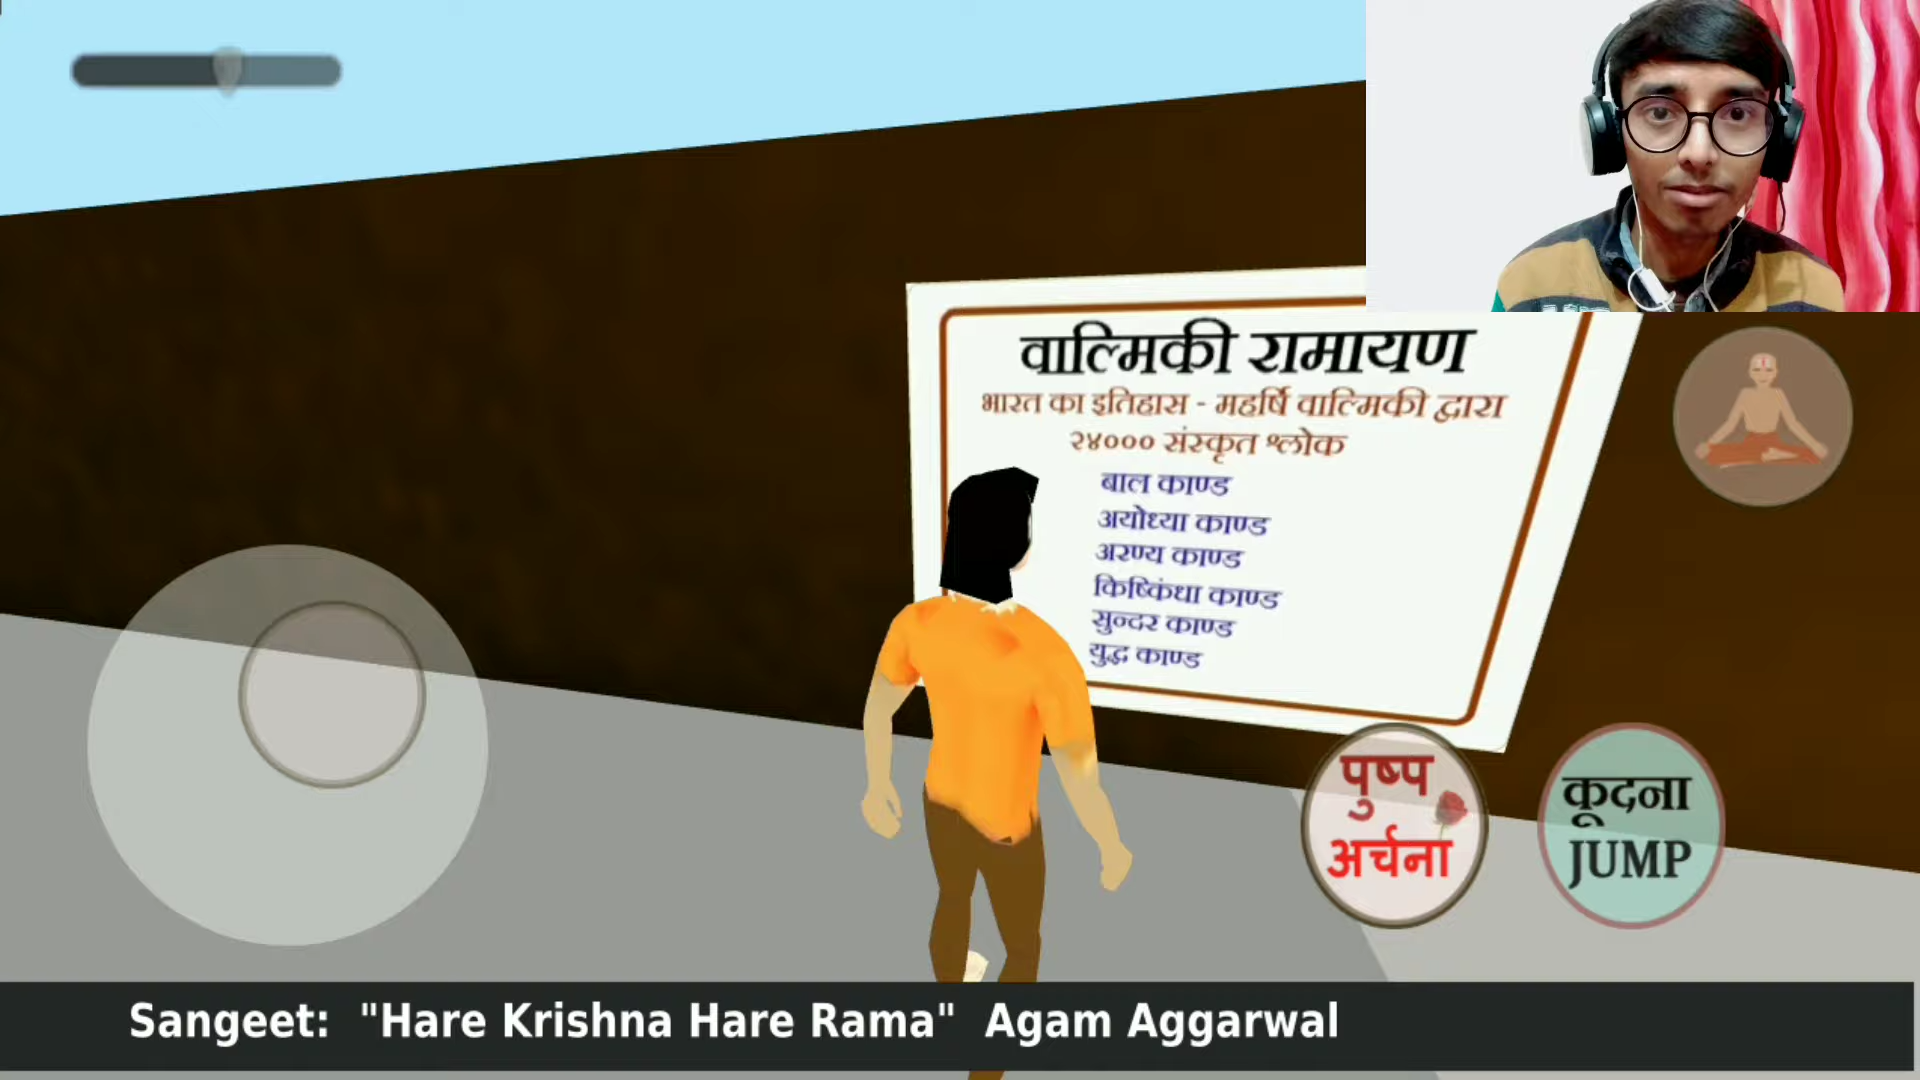 वाल्मिकी रामायण
भारत का इतिहास - महर्षि वाल्मिकी द्वारा
२४००० संस्कृत श्लोक
बाल काण्ड
अयोध्या काण्ड
अरण्य काण्ड
किष्किंधा काण्ड
सुन्दर काण्ड
युद्ध काण्ड
पुष्प
अर्चना
कूदना
JUMP
Sangeet: "Hare Krishna Hare Rama" Agam Aggarwal